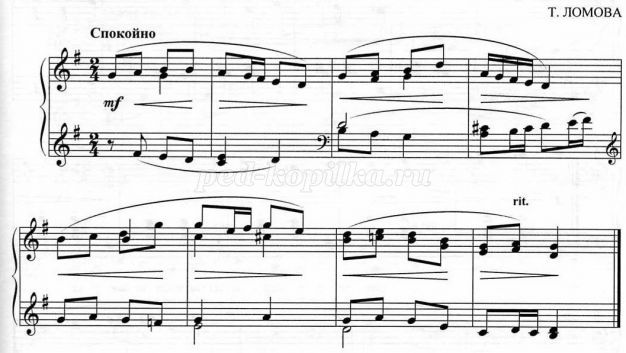 Т. ЛОМОВА
Спокойно
mf
ped-kopilka.ru
rit.